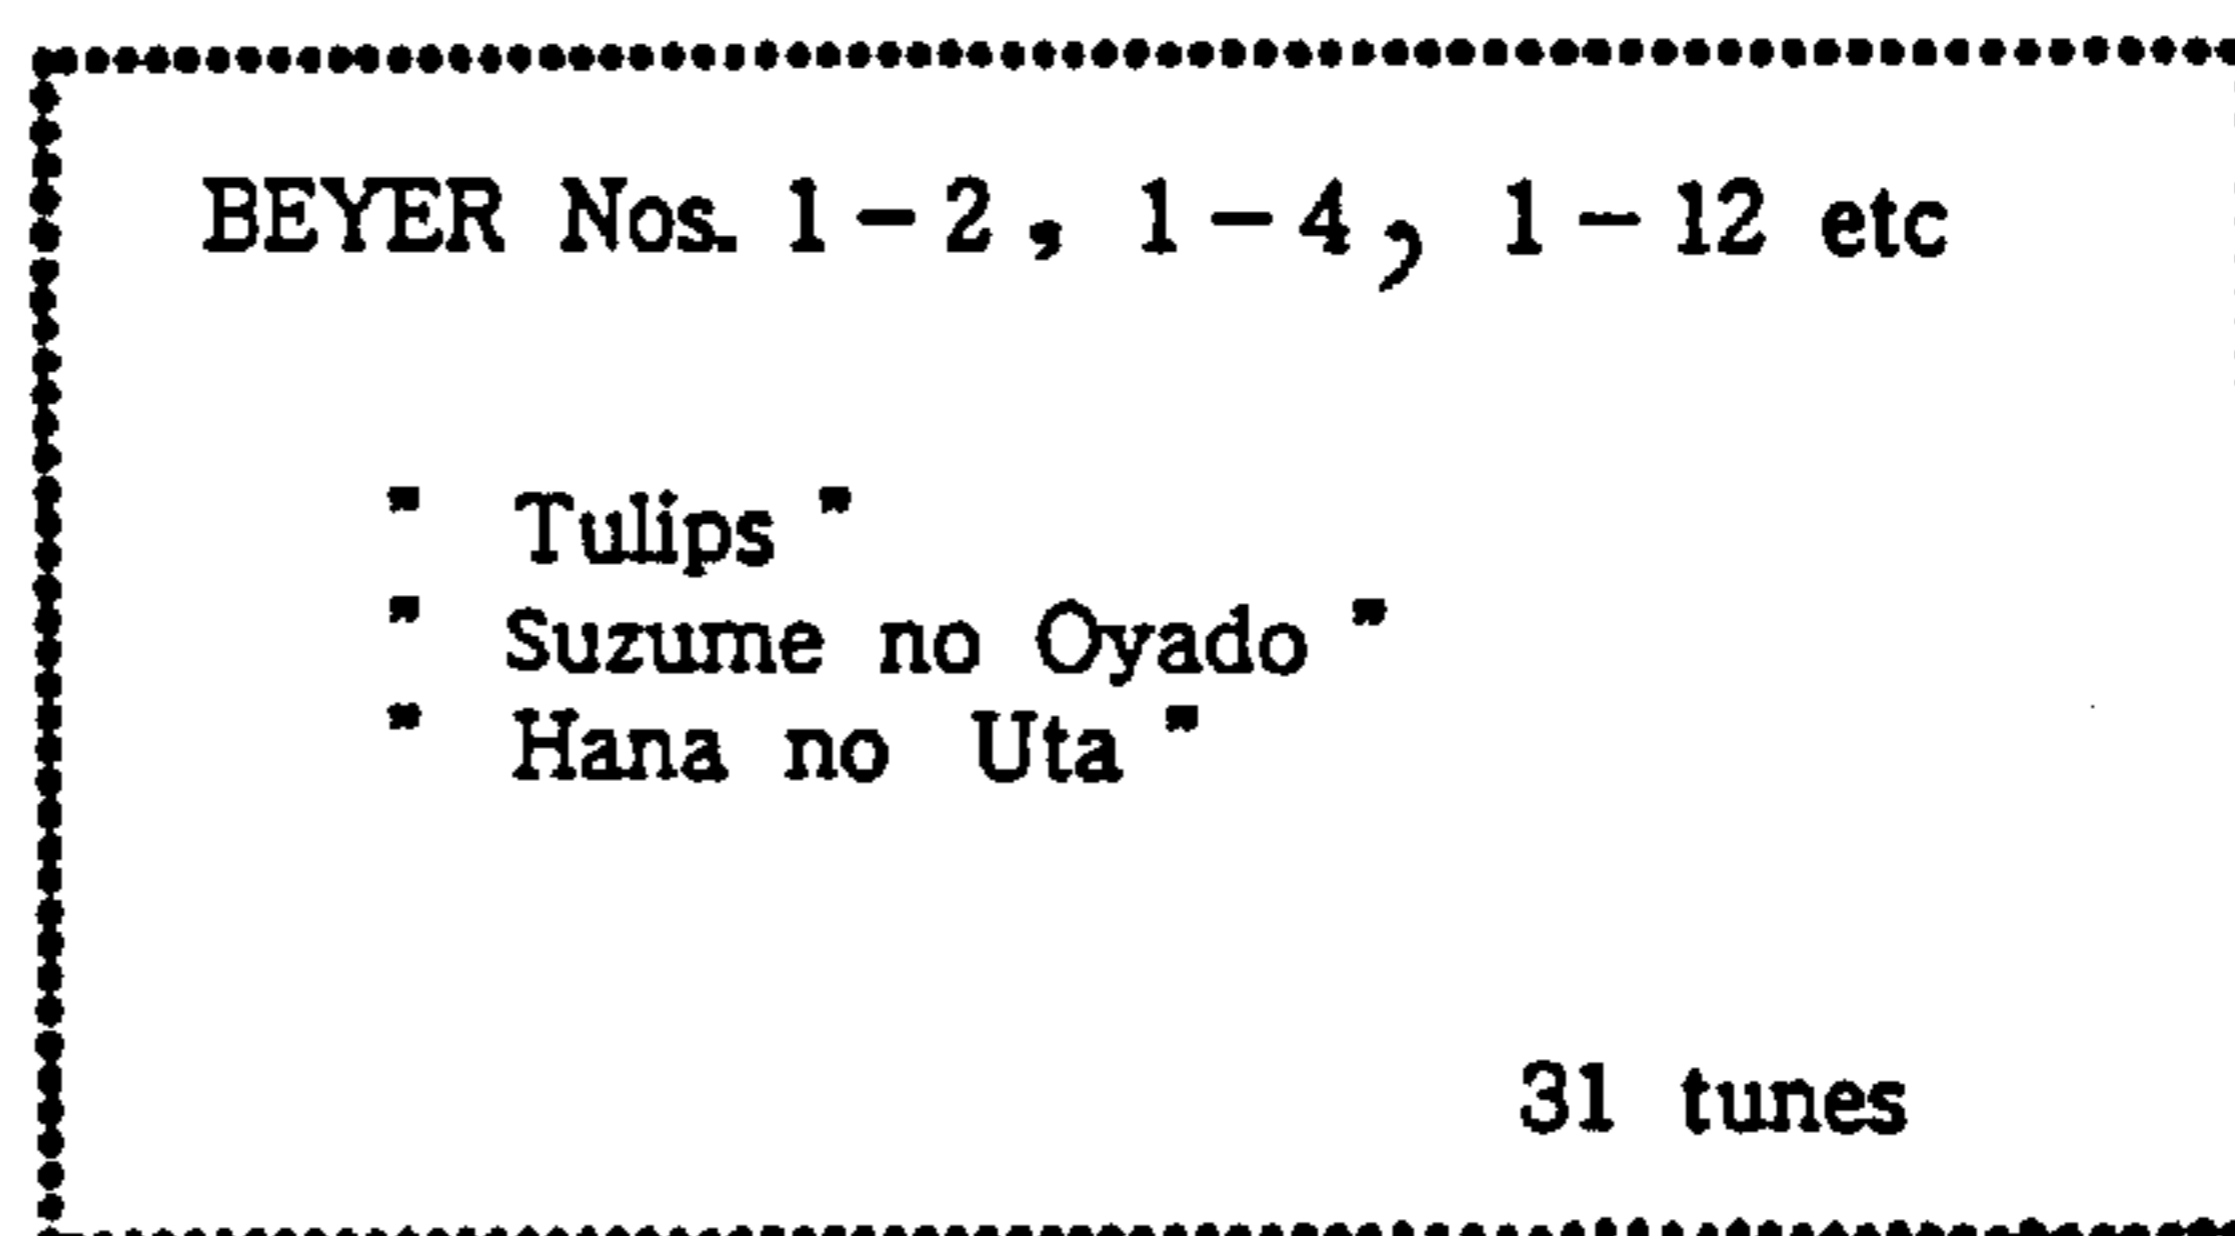 BEYER Nos. 1-2, 1-4, 1-12 etc
" Tulips "
" Suzume no Oyado "
" Hana no Uta "
31 tunes